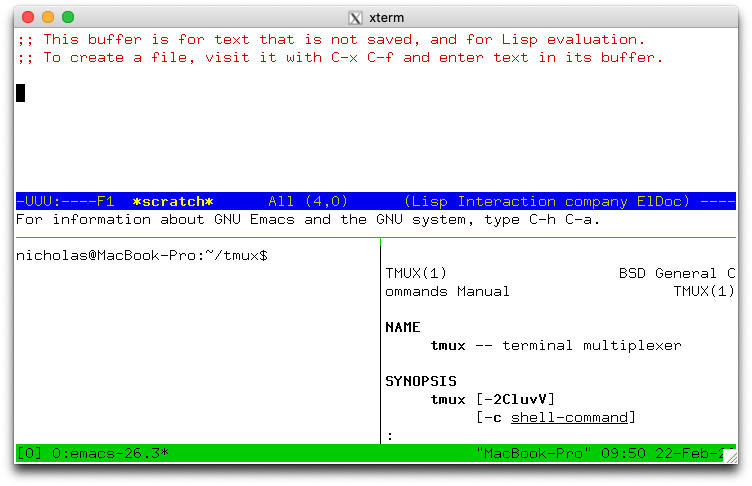 xterm
;; This buffer is for text that is not saved, and for Lisp evaluation.
;; To create a file, visit it with C-x C-f and enter text in its buffer.
-UUU:----F1  *scratch*      All (4,0)      (Lisp Interaction company ElDoc) ----
For information about GNU Emacs and the GNU system, type C-h C-a.
nicholas@MacBook-Pro:~/tmux$
TMUX(1)                   BSD General C
ommands Manual                  TMUX(1)
NAME
     tmux -- terminal multiplexer
SYNOPSIS
     tmux [-2CluvV]
          [-c shell-command]
:
[0] 0:emacs-26.3*                                  "MacBook-Pro" 09:50 22-Feb-